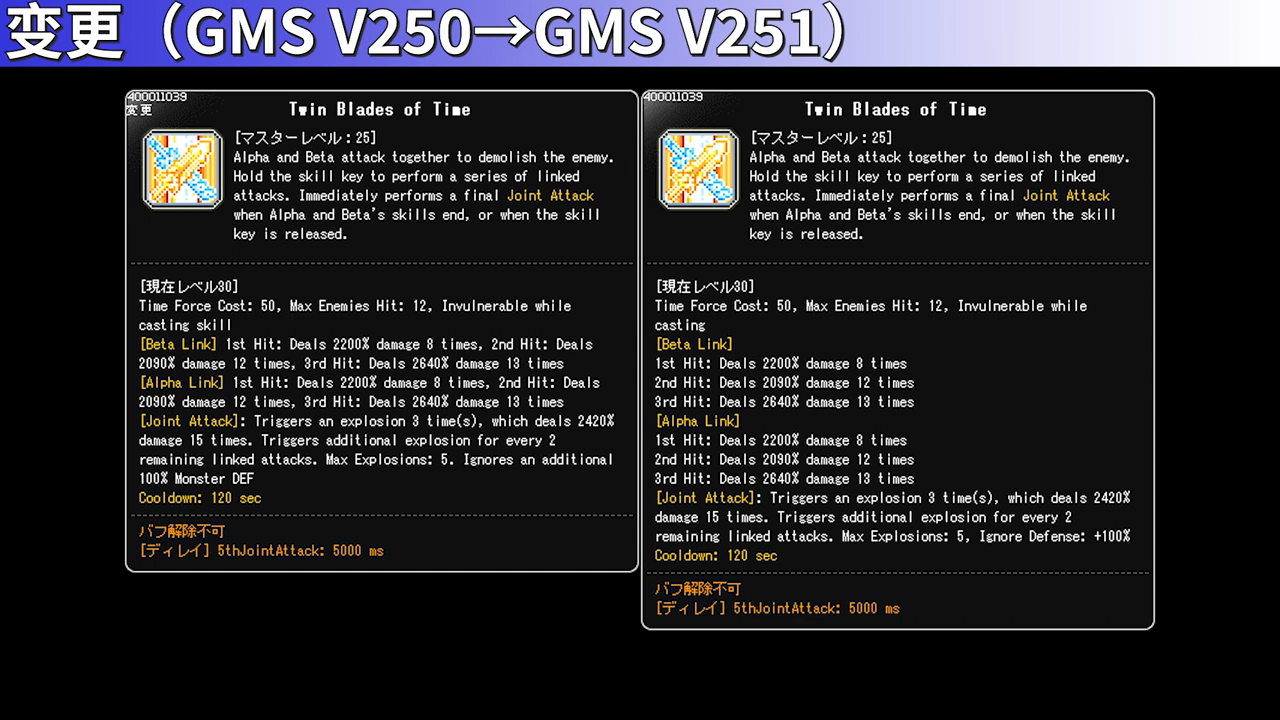 変更（GMS V250→GMS V251）
400011039
変更
Twin Blades of Time
[マスターレベル：25]
Alpha and Beta attack together to demolish the enemy.
Hold the skill key to perform a series of linked
attacks. Immediately performs a final Joint Attack
when Alpha and Beta's skills end, or when the skill
key is released.
[現在レベル30]
Time Force Cost: 50, Max Enemies Hit: 12, Invulnerable while
casting skill
[Beta Link] 1st Hit: Deals 2200% damage 8 times, 2nd Hit: Deals
2090% damage 12 times, 3rd Hit: Deals 2640% damage 13 times
[Alpha Link] 1st Hit: Deals 2200% damage 8 times, 2nd Hit: Deals
2090% damage 12 times, 3rd Hit: Deals 2640% damage 13 times
[Joint Attack]: Triggers an explosion 3 time(s), which deals 2420%
damage 15 times. Triggers additional explosion for every 2
remaining linked attacks. Max Explosions: 5. Ignores an additional
100% Monster DEF
Cooldown: 120 sec
バフ解除不可
[ディレイ] 5thJointAttack: 5000 ms
400011039
Twin Blades of Time
[マスターレベル：25]
Alpha and Beta attack together to demolish the enemy.
Hold the skill key to perform a series of linked
attacks. Immediately performs a final Joint Attack
when Alpha and Beta's skills end, or when the skill
key is released.
[現在レベル30]
Time Force Cost: 50, Max Enemies Hit: 12, Invulnerable while
casting
[Beta Link]
1st Hit: Deals 2200% damage 8 times
2nd Hit: Deals 2090% damage 12 times
3rd Hit: Deals 2640% damage 13 times
[Alpha Link]
1st Hit: Deals 2200% damage 8 times
2nd Hit: Deals 2090% damage 12 times
3rd Hit: Deals 2640% damage 13 times
[Joint Attack]: Triggers an explosion 3 time(s), which deals 2420%
damage 15 times. Triggers additional explosion for every 2
remaining linked attacks. Max Explosions: 5, Ignore Defense: +100%
Cooldown: 120 sec
バフ解除不可
[ディレイ] 5thJointAttack: 5000 ms